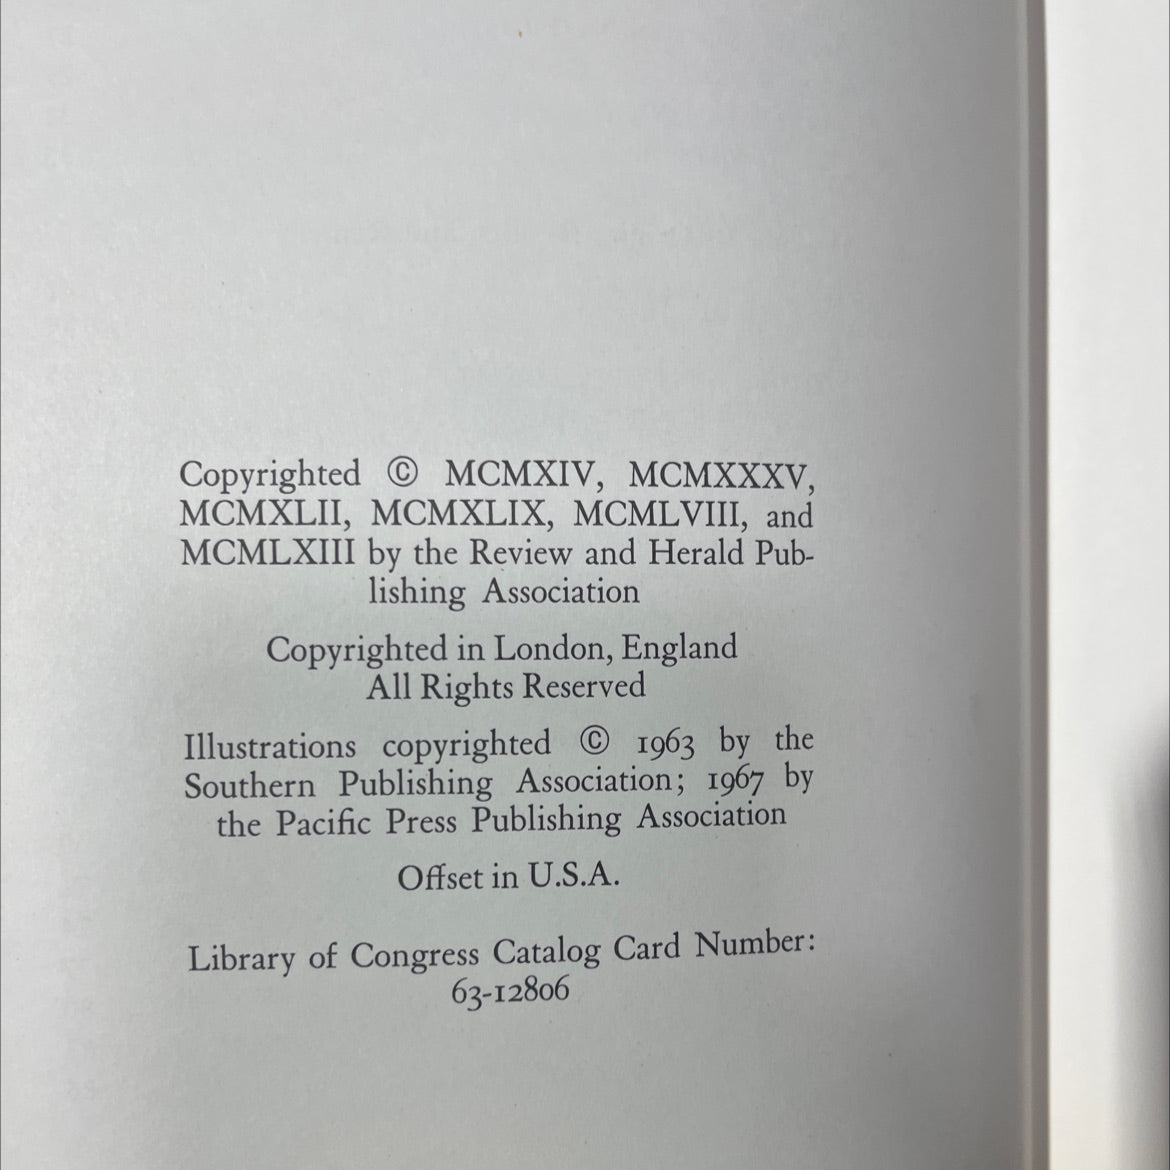 Copyrighted © MCMXIV, MCMXXXV,
MCMXLII, MCMXLIX, MCMLVIII, and
MCMLXIII by the Review and Herald Pub-
lishing Association
Copyrighted in London, England
All Rights Reserved
Illustrations copyrighted © 1963 by the
Southern Publishing Association; 1967 by
the Pacific Press Publishing Association
Offset in U.S.A.
Library of Congress Catalog Card Number:
63-12806